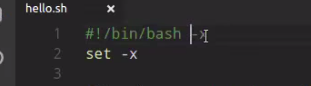 hello.sh ×
1 #!/bin/bash -x
2 set -x
3